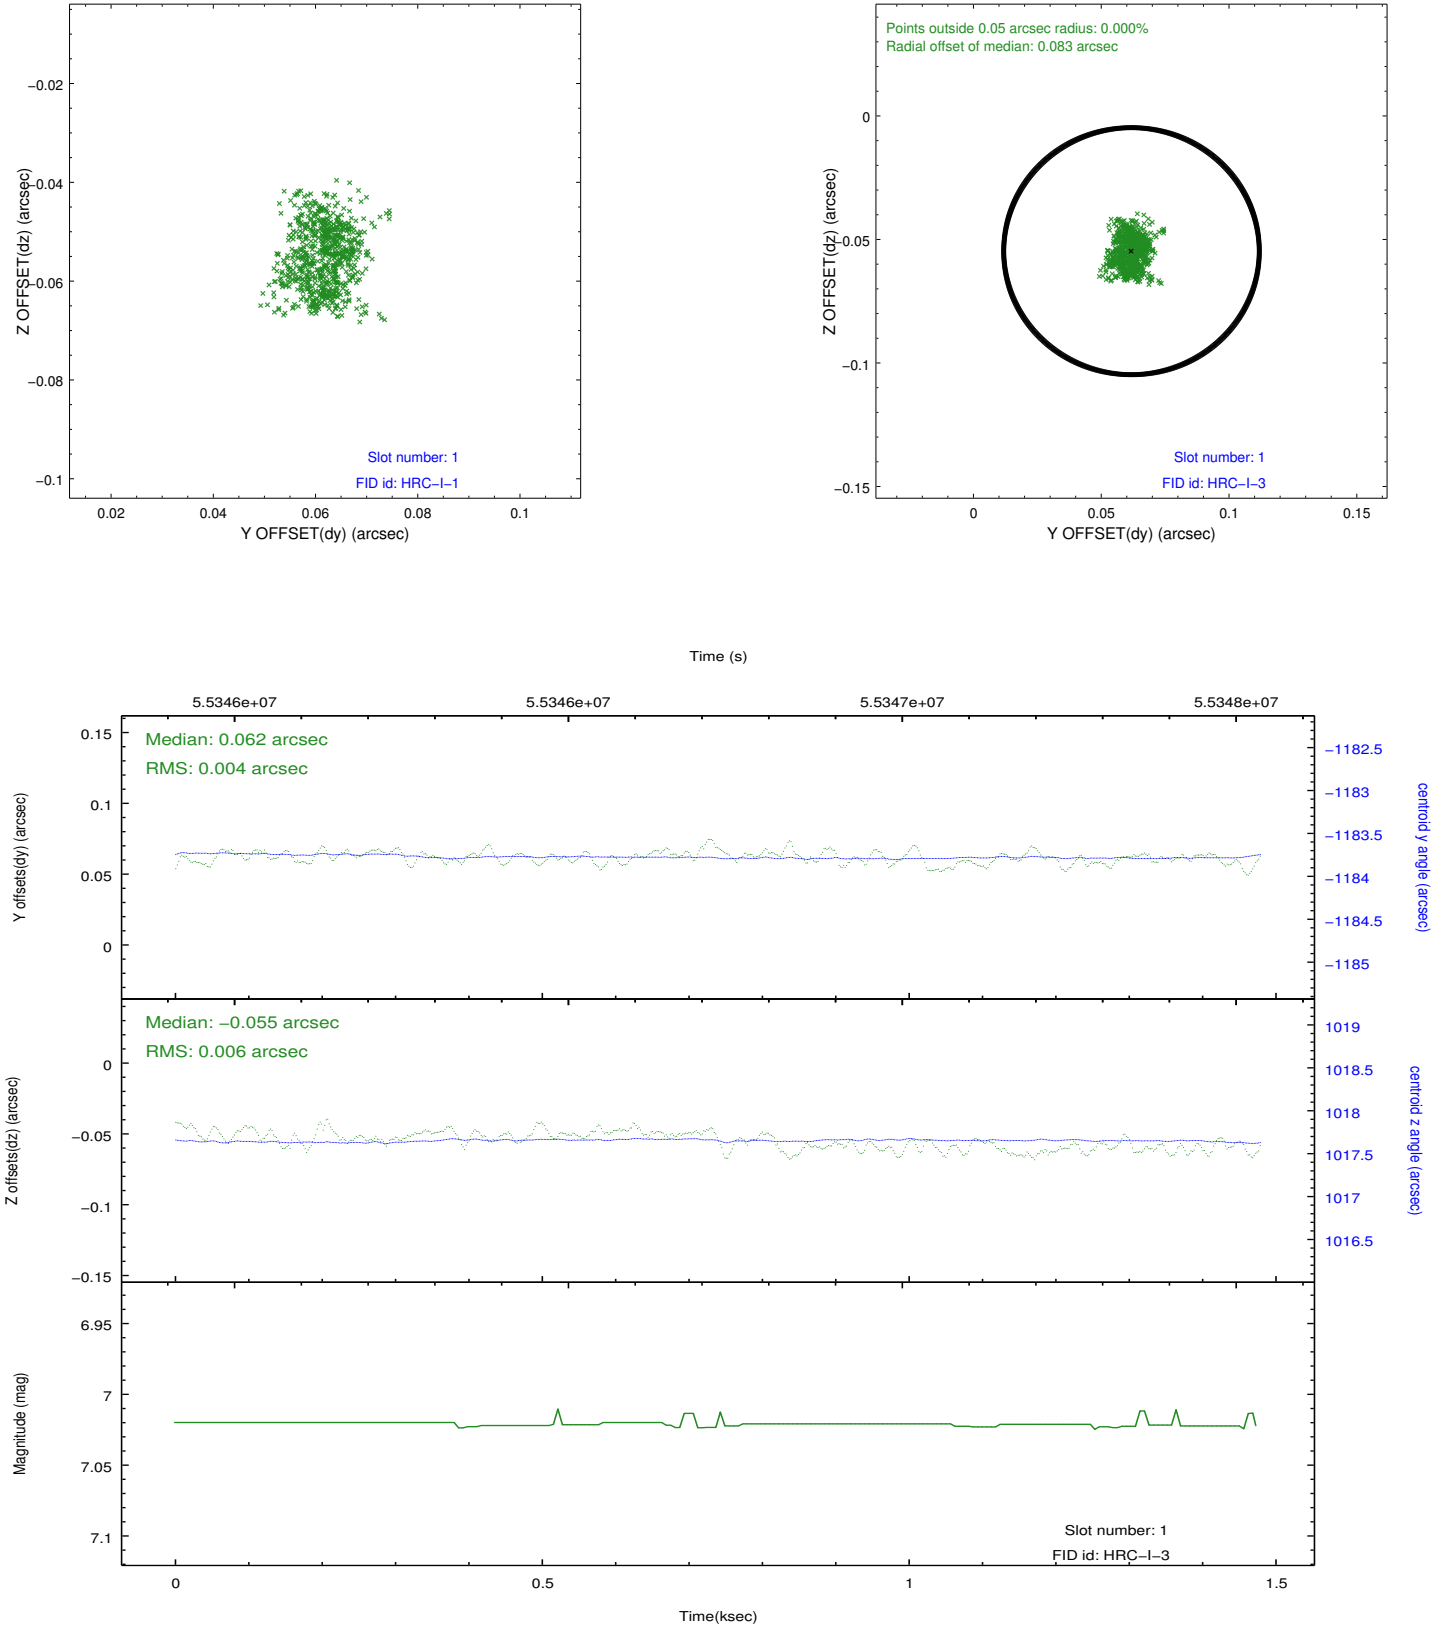 −0.02
−0.04
−0.06
−0.08
−0.1
Z OFFSET(dz) (arcsec)
0.02
0.04
0.06
0.08
0.1
Y OFFSET(dy) (arcsec)
Slot number: 1
FID id: HRC−I−1
Points outside 0.05 arcsec radius: 0.000%
Radial offset of median: 0.083 arcsec
0
−0.05
−0.1
−0.15
Z OFFSET(dz) (arcsec)
0
0.05
0.1
0.15
Y OFFSET(dy) (arcsec)
Slot number: 1
FID id: HRC−I−3
Time (s)
5.5346e+07
5.5346e+07
5.5347e+07
5.5348e+07
Median: 0.062 arcsec
RMS: 0.004 arcsec
0.15
0.1
0.05
0
Y offsets(dy) (arcsec)
−1182.5
−1183
−1183.5
−1184
−1184.5
−1185
centroid y angle (arcsec)
Median: −0.055 arcsec
RMS: 0.006 arcsec
0
−0.05
−0.1
−0.15
Z offsets(dz) (arcsec)
1019
1018.5
1018
1017.5
1017
1016.5
centroid z angle (arcsec)
6.95
7
7.05
7.1
Magnitude (mag)
Slot number: 1
FID id: HRC−I−3
0
0.5
1
1.5
Time(ksec)